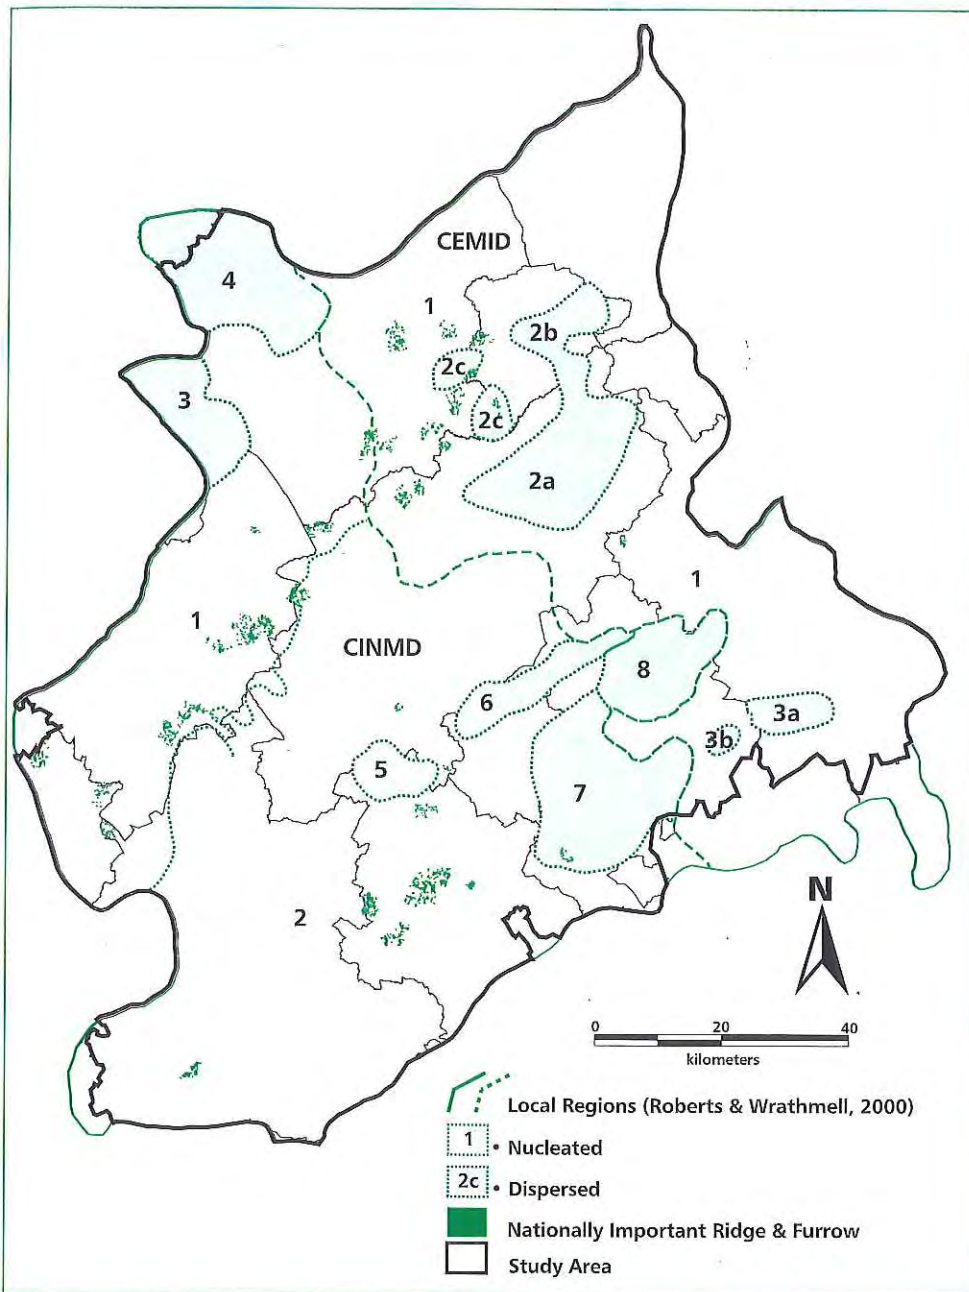 CEMID
4
1
2b
2c
3
2c
2a
1
1
CINMD
8
6
3a
3b
5
7
2
N
0 20 40
kilometers
Local Regions (Roberts & Wrathmell, 2000)
1 • Nucleated
2c • Dispersed
Nationally Important Ridge & Furrow
Study Area